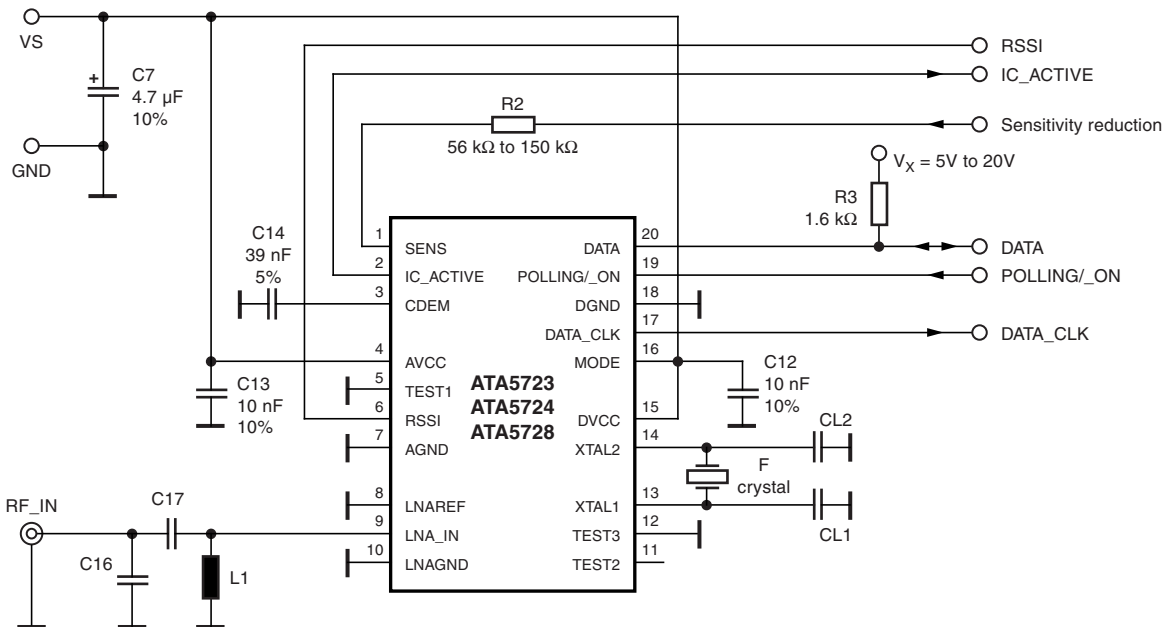 VS
C7
4.7 µF
10%
GND
RSSI
IC_ACTIVE
R2
Sensitivity reduction
56 kΩ to 150 kΩ
VX = 5V to 20V
R3
1.6 kΩ
C14
39 nF
5%
1 SENS
2 IC_ACTIVE
3 CDEM
4 AVCC
5 TEST1
6 RSSI
7 AGND
8 LNAREF
9 LNA_IN
10 LNAGND
ATA5723
ATA5724
ATA5728
DATA 20
POLLING/_ON 19
DGND 18
DATA_CLK 17
MODE 16
DVCC 15
XTAL2 14
XTAL1 13
TEST3 12
TEST2 11
DATA
POLLING/_ON
DATA_CLK
C13
10 nF
10%
C12
10 nF
10%
CL2
F
crystal
CL1
RF_IN
C17
C16
L1